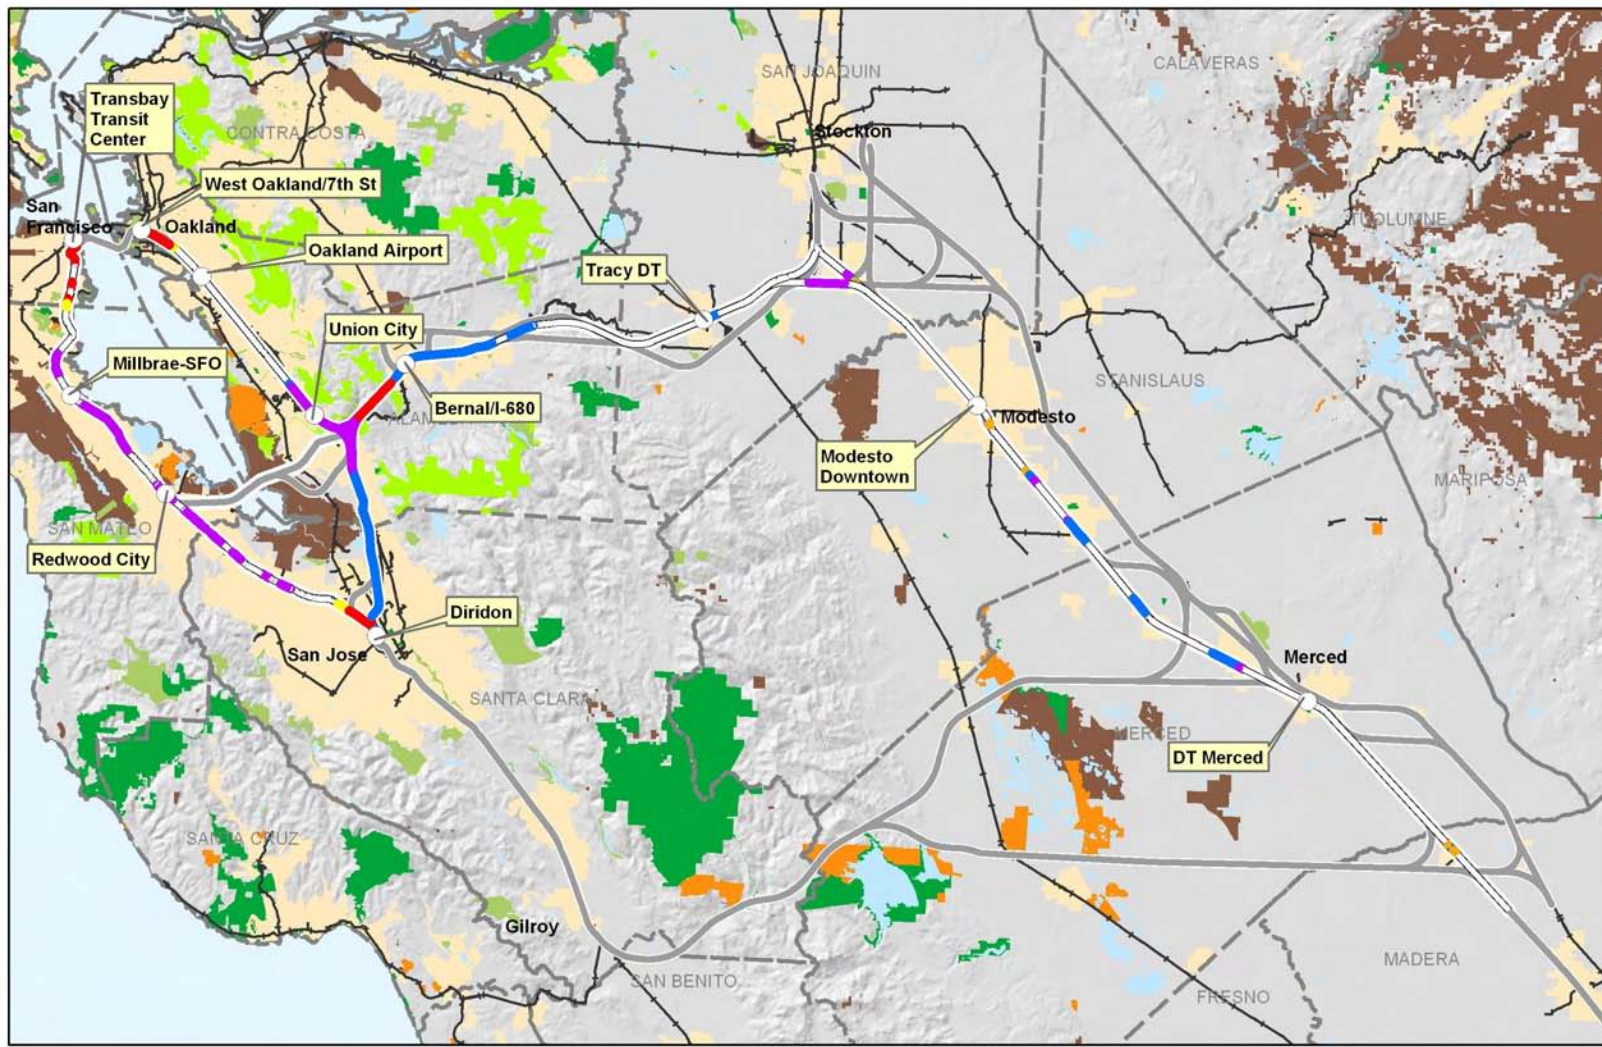 SAN JOAQUIN
CALAVERAS
Transbay
Transit
Center
CONTRA COSTA
Stockton
West Oakland/7th St
San
Francisco
Oakland
TUOLUMNE
Oakland Airport
Tracy DT
Union City
Millbrae-SFO
STANISLAUS
Bernal/I-680
ALAMEDA
Modesto
Modesto
Downtown
MARIPOSA
SAN MATEO
Redwood City
Diridon
San Jose
Merced
SANTA CLARA
MERCED
DT Merced
SANTA CRUZ
Gilroy
MADERA
SAN BENITO
FRESNO